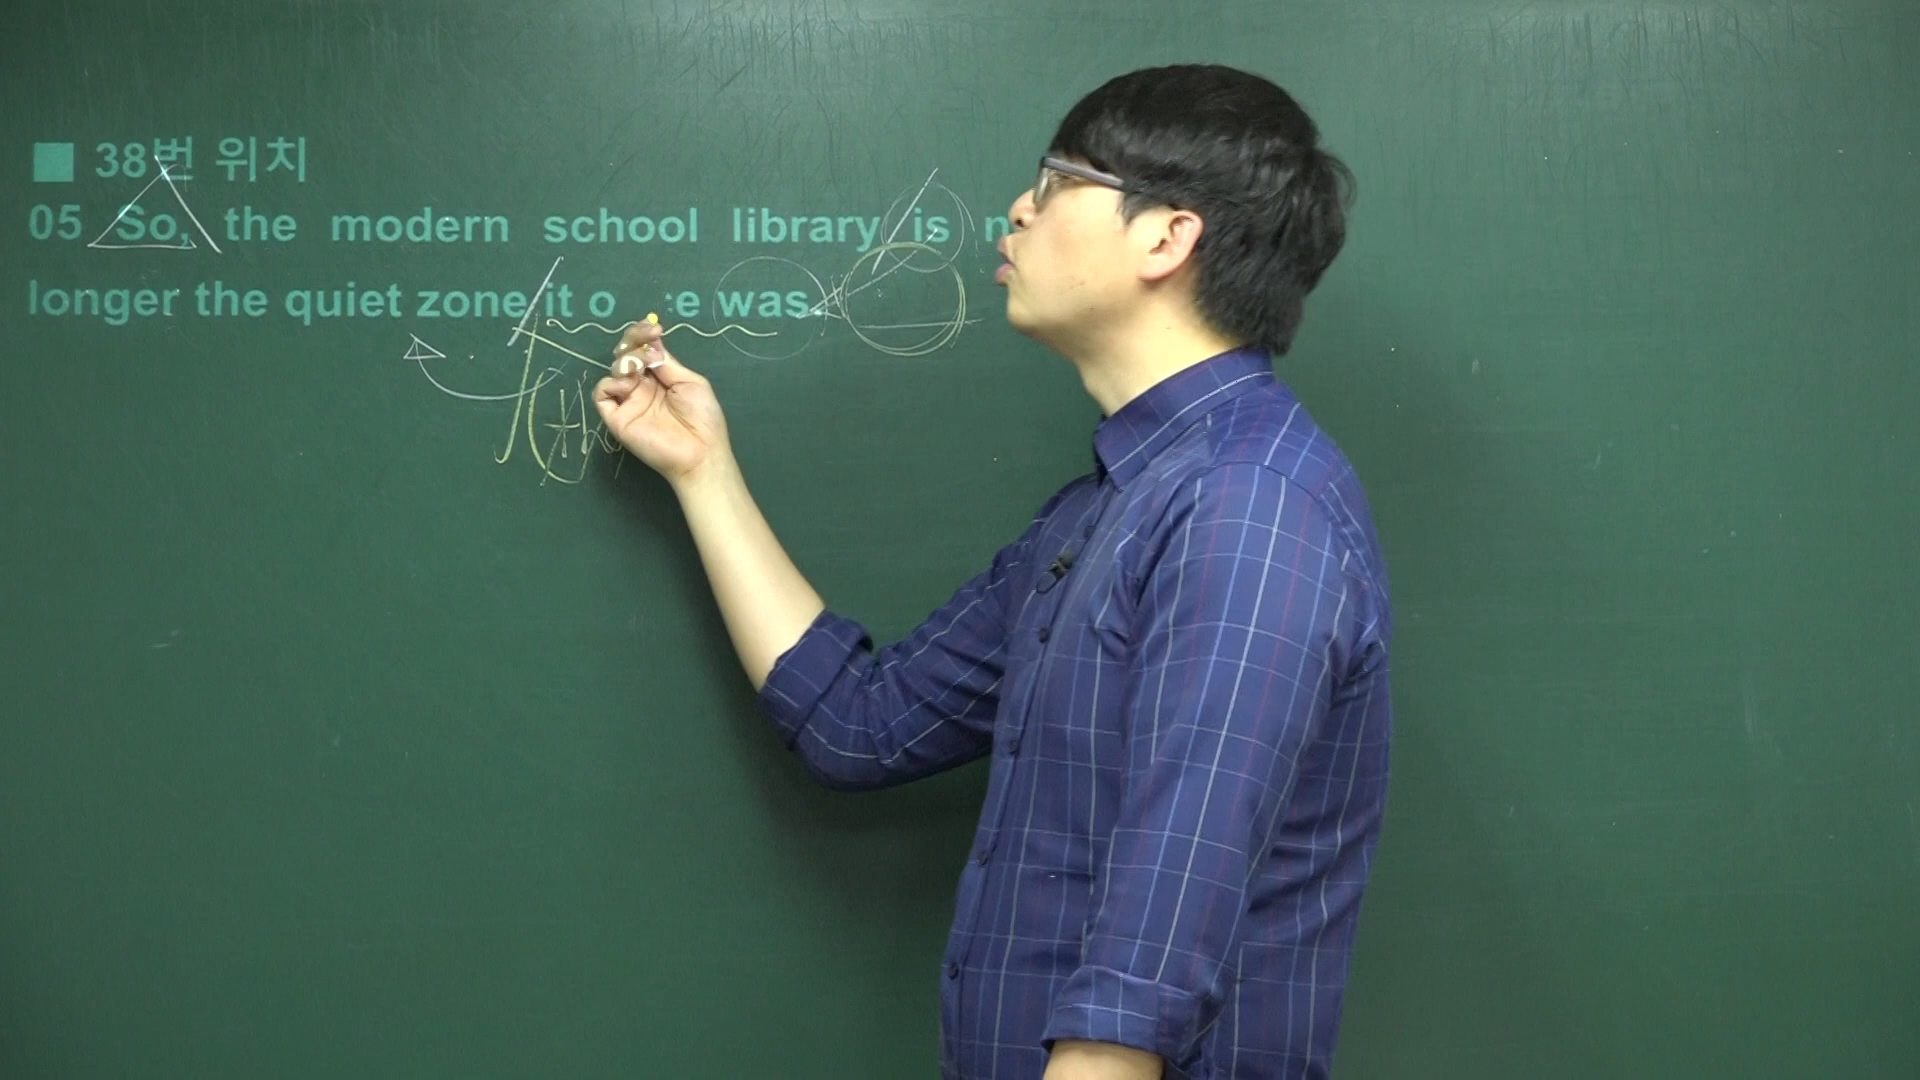 ■ 38번 위치
05 So, the modern school library is
longer the quiet zone it was